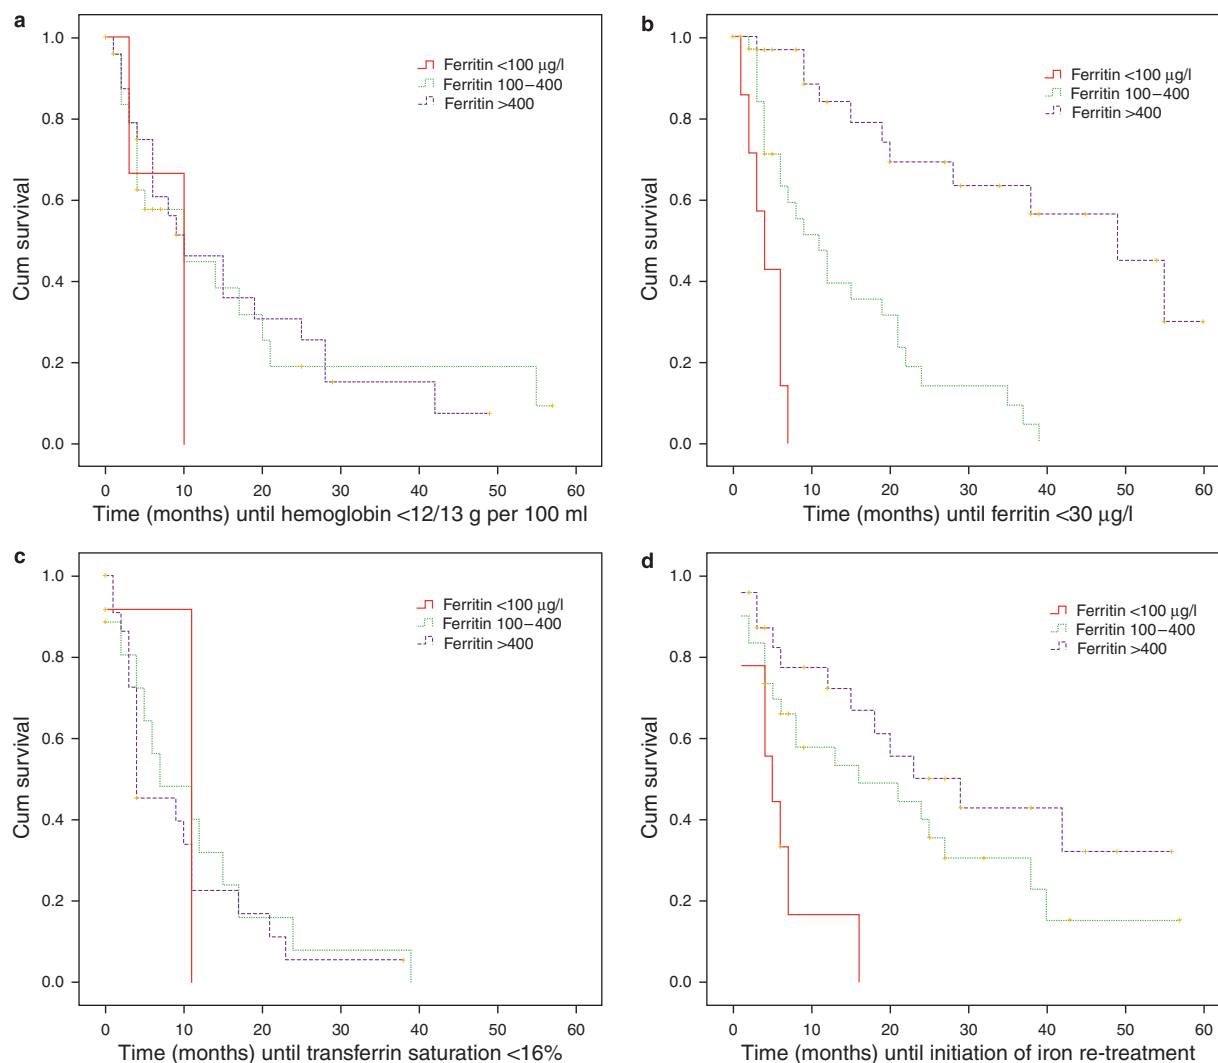 a
1.0
0.8
0.6
0.4
0.2
0.0
Cum survival
Ferritin <100 µg/l
Ferritin 100–400
Ferritin >400
0 10 20 30 40 50 60
Time (months) until hemoglobin <12/13 g per 100 ml
b
1.0
0.8
0.6
0.4
0.2
0.0
Cum survival
Ferritin <100 µg/l
Ferritin 100–400
Ferritin >400
0 10 20 30 40 50 60
Time (months) until ferritin <30 µg/l
c
1.0
0.8
0.6
0.4
0.2
0.0
Cum survival
Ferritin <100 µg/l
Ferritin 100–400
Ferritin >400
0 10 20 30 40 50 60
Time (months) until transferrin saturation <16%
d
1.0
0.8
0.6
0.4
0.2
0.0
Cum survival
Ferritin <100 µg/l
Ferritin 100–400
Ferritin >400
0 10 20 30 40 50 60
Time (months) until initiation of iron re-treatment